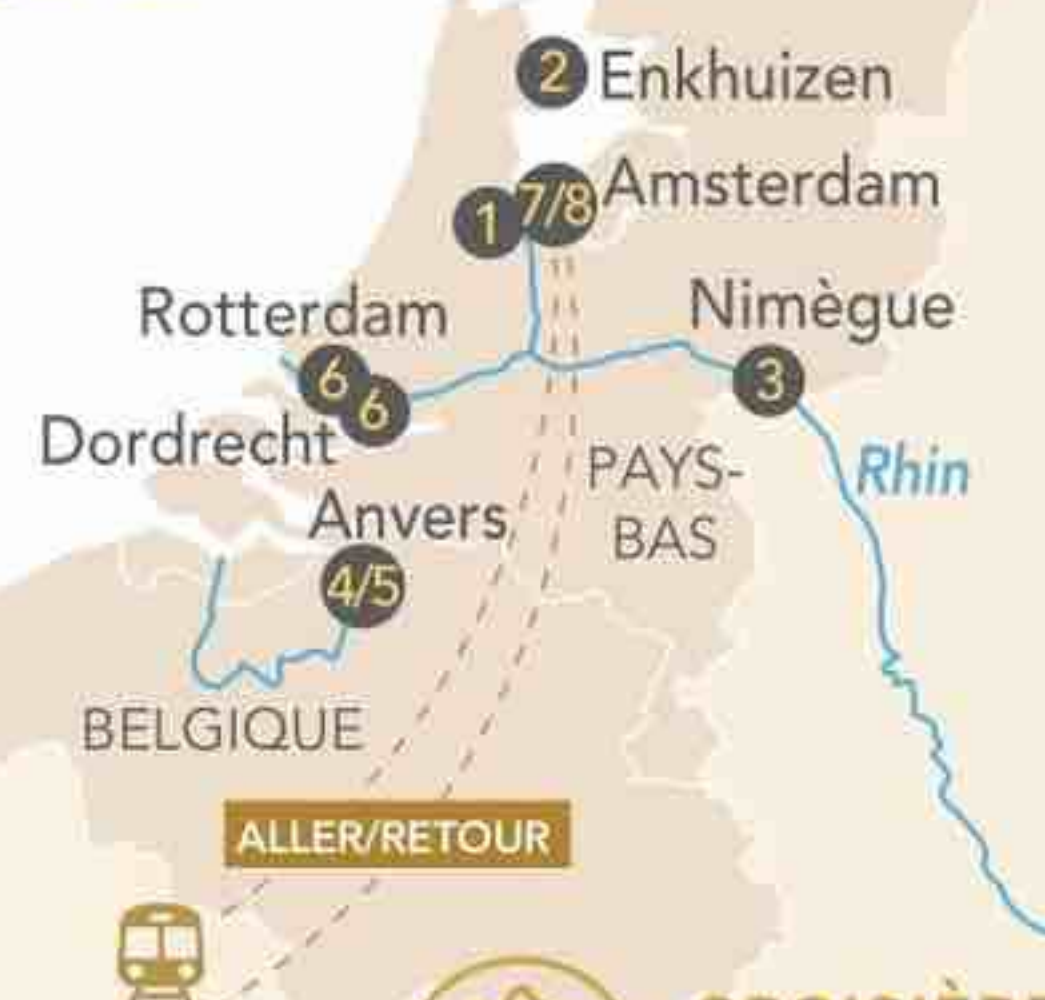 2 Enkhuizen
1 7/8 Amsterdam
Rotterdam
Nimègue
6
6
3
Dordrecht
PAYS-
BAS
Rhin
Anvers
4/5
BELGIQUE
ALLER/RETOUR